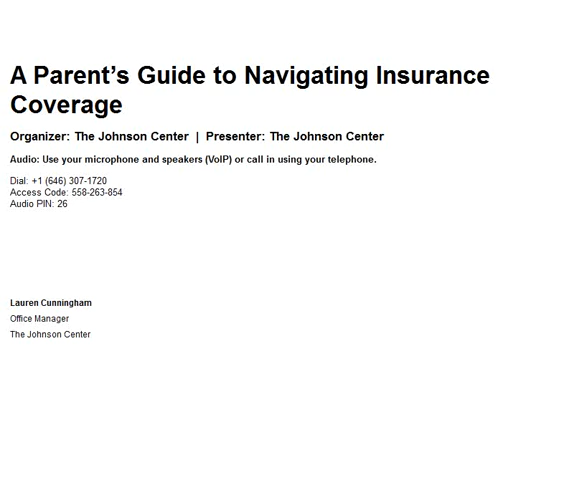 A Parent’s Guide to Navigating Insurance
Coverage
Organizer: The Johnson Center | Presenter: The Johnson Center
Audio: Use your microphone and speakers (VoIP) or call in using your telephone.
Dial: +1 (646) 307-1720
Access Code: 558-263-854
Audio PIN: 26
Lauren Cunningham
Office Manager
The Johnson Center